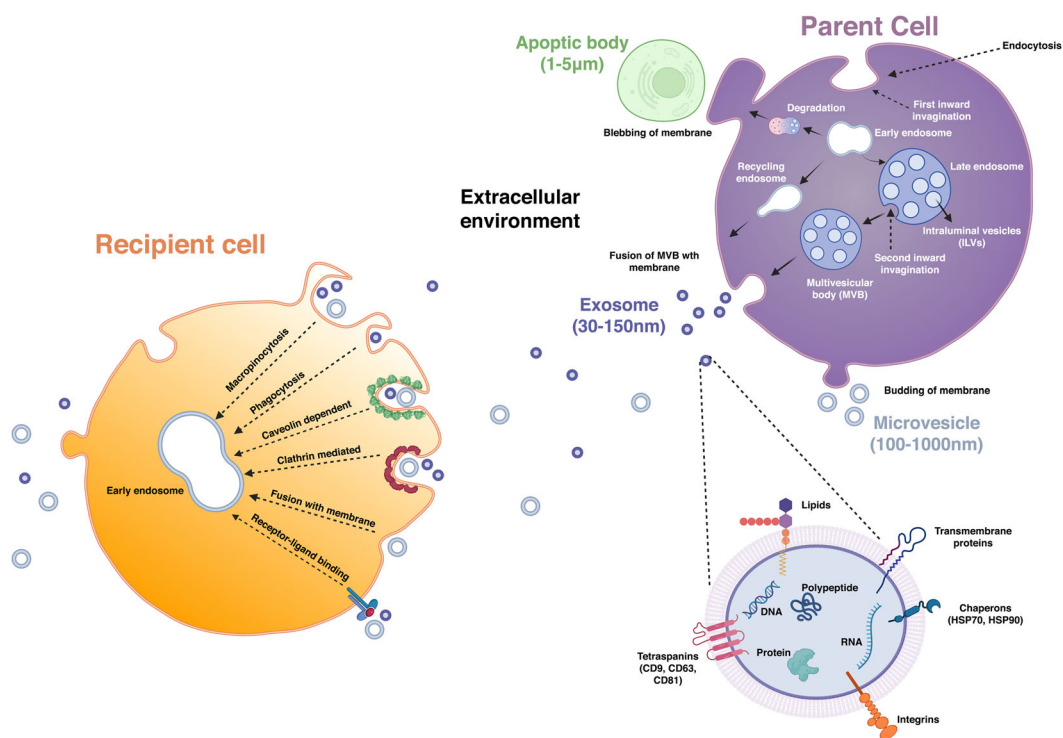 Parent Cell
Apoptic body
(1-5μm)
Endocytosis
First inward
invagination
Degradation
Blebbing of membrane
Early endosome
Recycling
endosome
Late endosome
Extracellular
environment
Intraluminal vesicles
(ILVs)
Second inward
invagination
Multivesicular
body (MVB)
Fusion of MVB wth
membrane
Recipient cell
Exosome
(30-150nm)
Budding of membrane
Microvesicle
(100-1000nm)
Macropinocytosis
Phagocytosis
Caveolin dependent
Clathrin mediated
Early endosome
Fusion with membrane
Receptor-ligand binding
Lipids
Transmembrane
proteins
Polypeptide
DNA
Chaperons
(HSP70, HSP90)
RNA
Protein
Tetraspanins
(CD9, CD63,
CD81)
Integrins